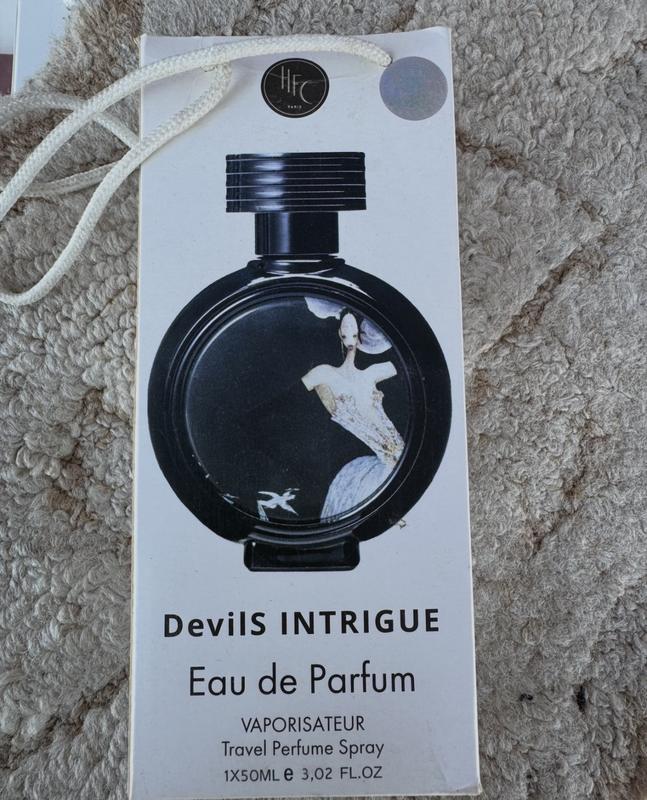 HFC
PARIS
DevilS INTRIGUE
Eau de Parfum
VAPORISATEUR
Travel Perfume Spray
1X50ML e 3,02 FL.OZ